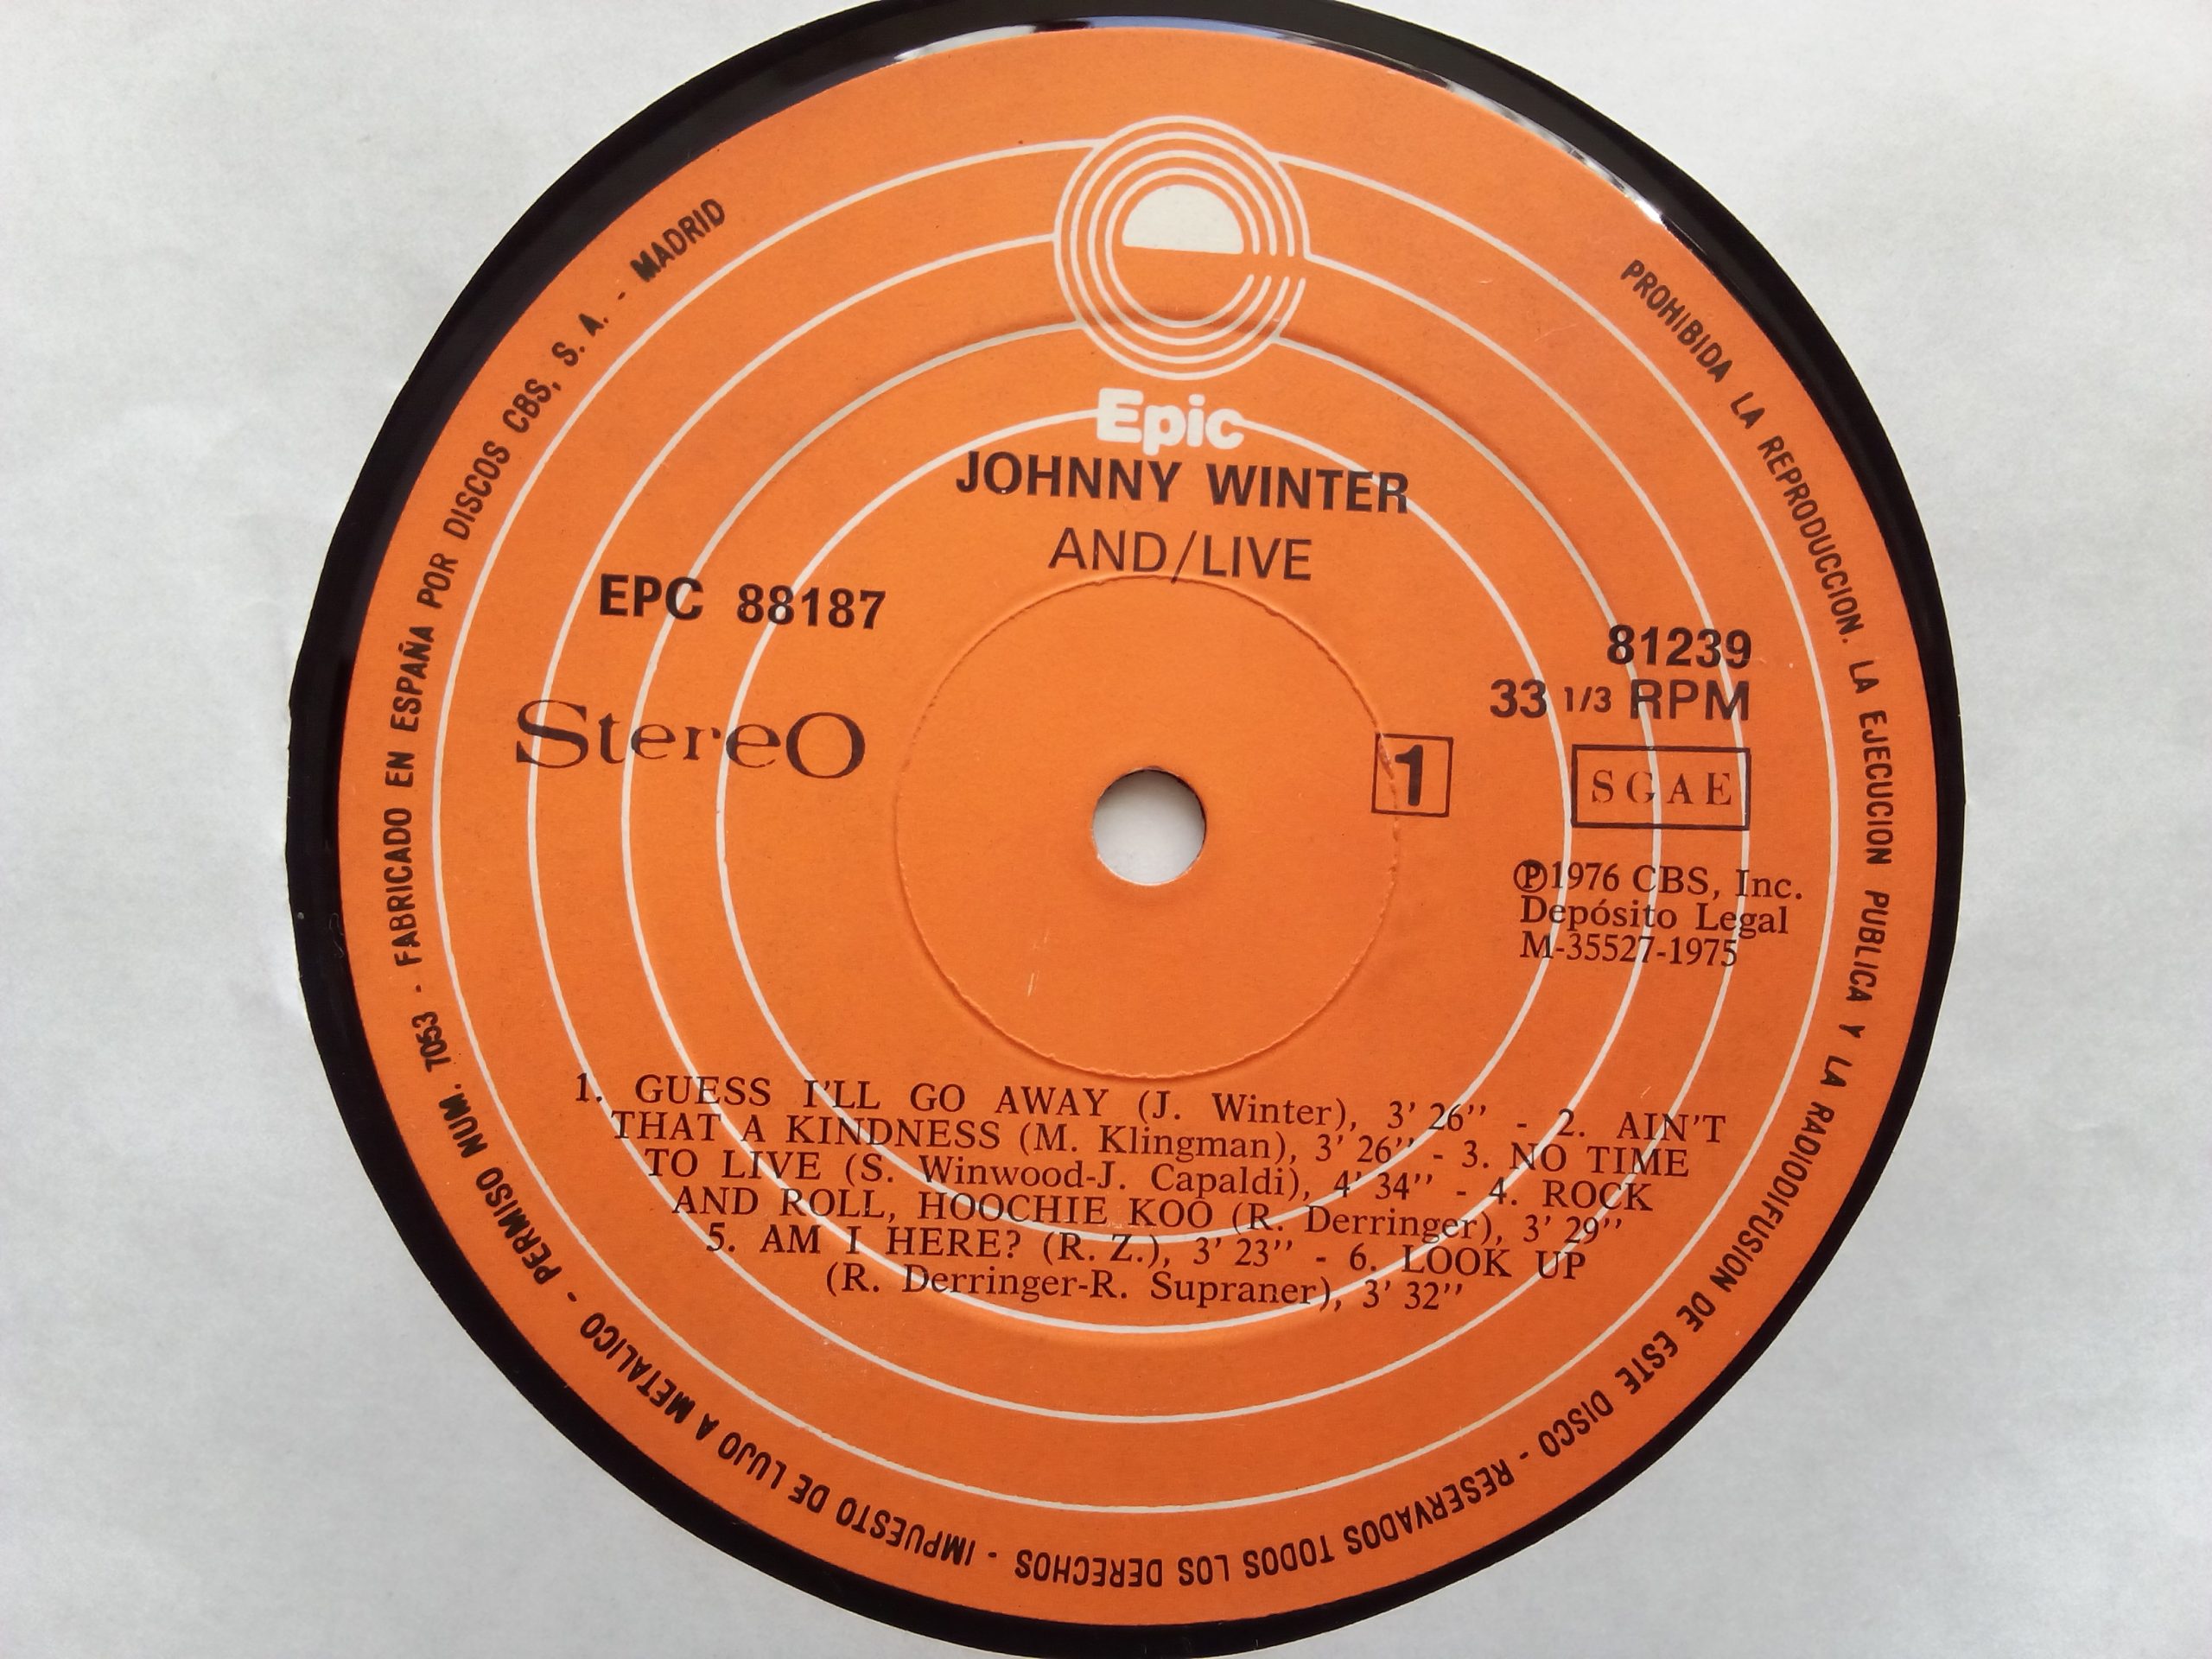 Epic
JOHNNY WINTER
AND/LIVE
EPC 88187
81239
33 1/3 RPM
StereO
1
SGAE
Ⓟ1976 CBS, Inc.
Depósito Legal
M-35527-1975
1. GUESS I'LL GO AWAY (J. Winter), 3' 26'' - 2. AIN'T
THAT A KINDNESS (M. Klingman), 3' 26'' - 3. NO TIME
TO LIVE (S. Winwood-J. Capaldi), 4' 34'' - 4. ROCK
AND ROLL, HOOCHIE KOO (R. Derringer), 3' 29''
5. AM I HERE? (R. Z.), 3' 23'' - 6. LOOK UP
(R. Derringer-R. Supraner), 3' 32''
PROHIBIDA LA REPRODUCCION. LA EJECUCION PUBLICA Y LA RADIODIFUSION DE ESTE DISCO - RESERVADOS TODOS LOS DERECHOS - IMPUESTO DE LUJO A METALICO - PERMISO NUM. 7053 - FABRICADO EN ESPAÑA POR DISCOS CBS, S. A. - MADRID